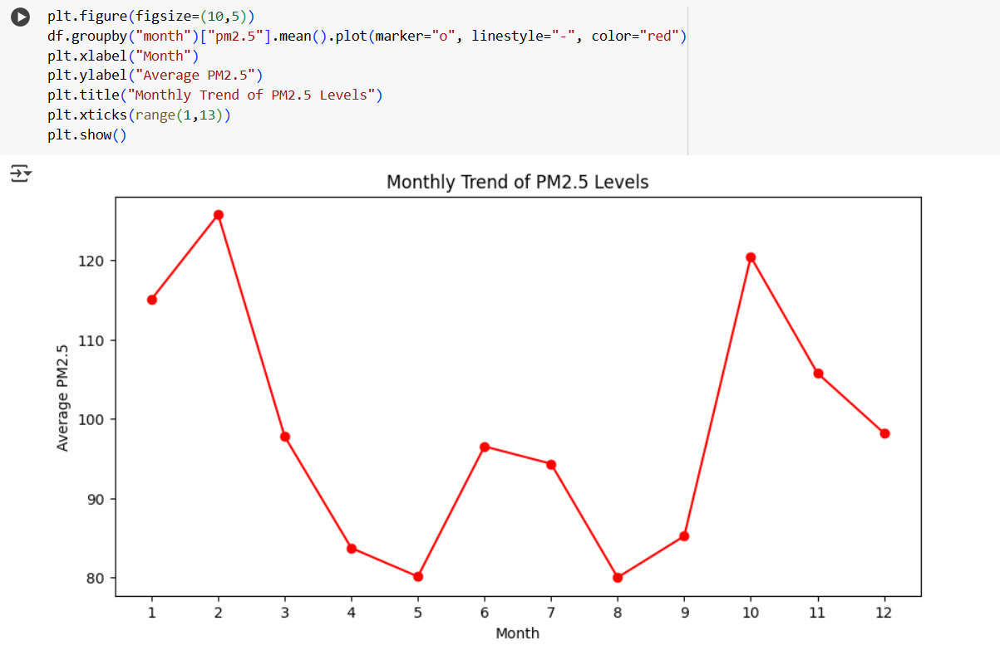 plt.figure(figsize=(10,5))
df.groupby("month")["pm2.5"].mean().plot(marker="o", linestyle="-", color="red")
plt.xlabel("Month")
plt.ylabel("Average PM2.5")
plt.title("Monthly Trend of PM2.5 Levels")
plt.xticks(range(1,13))
plt.show()
Monthly Trend of PM2.5 Levels
120
110
100
90
80
Average PM2.5
1 2 3 4 5 6 7 8 9 10 11 12
Month